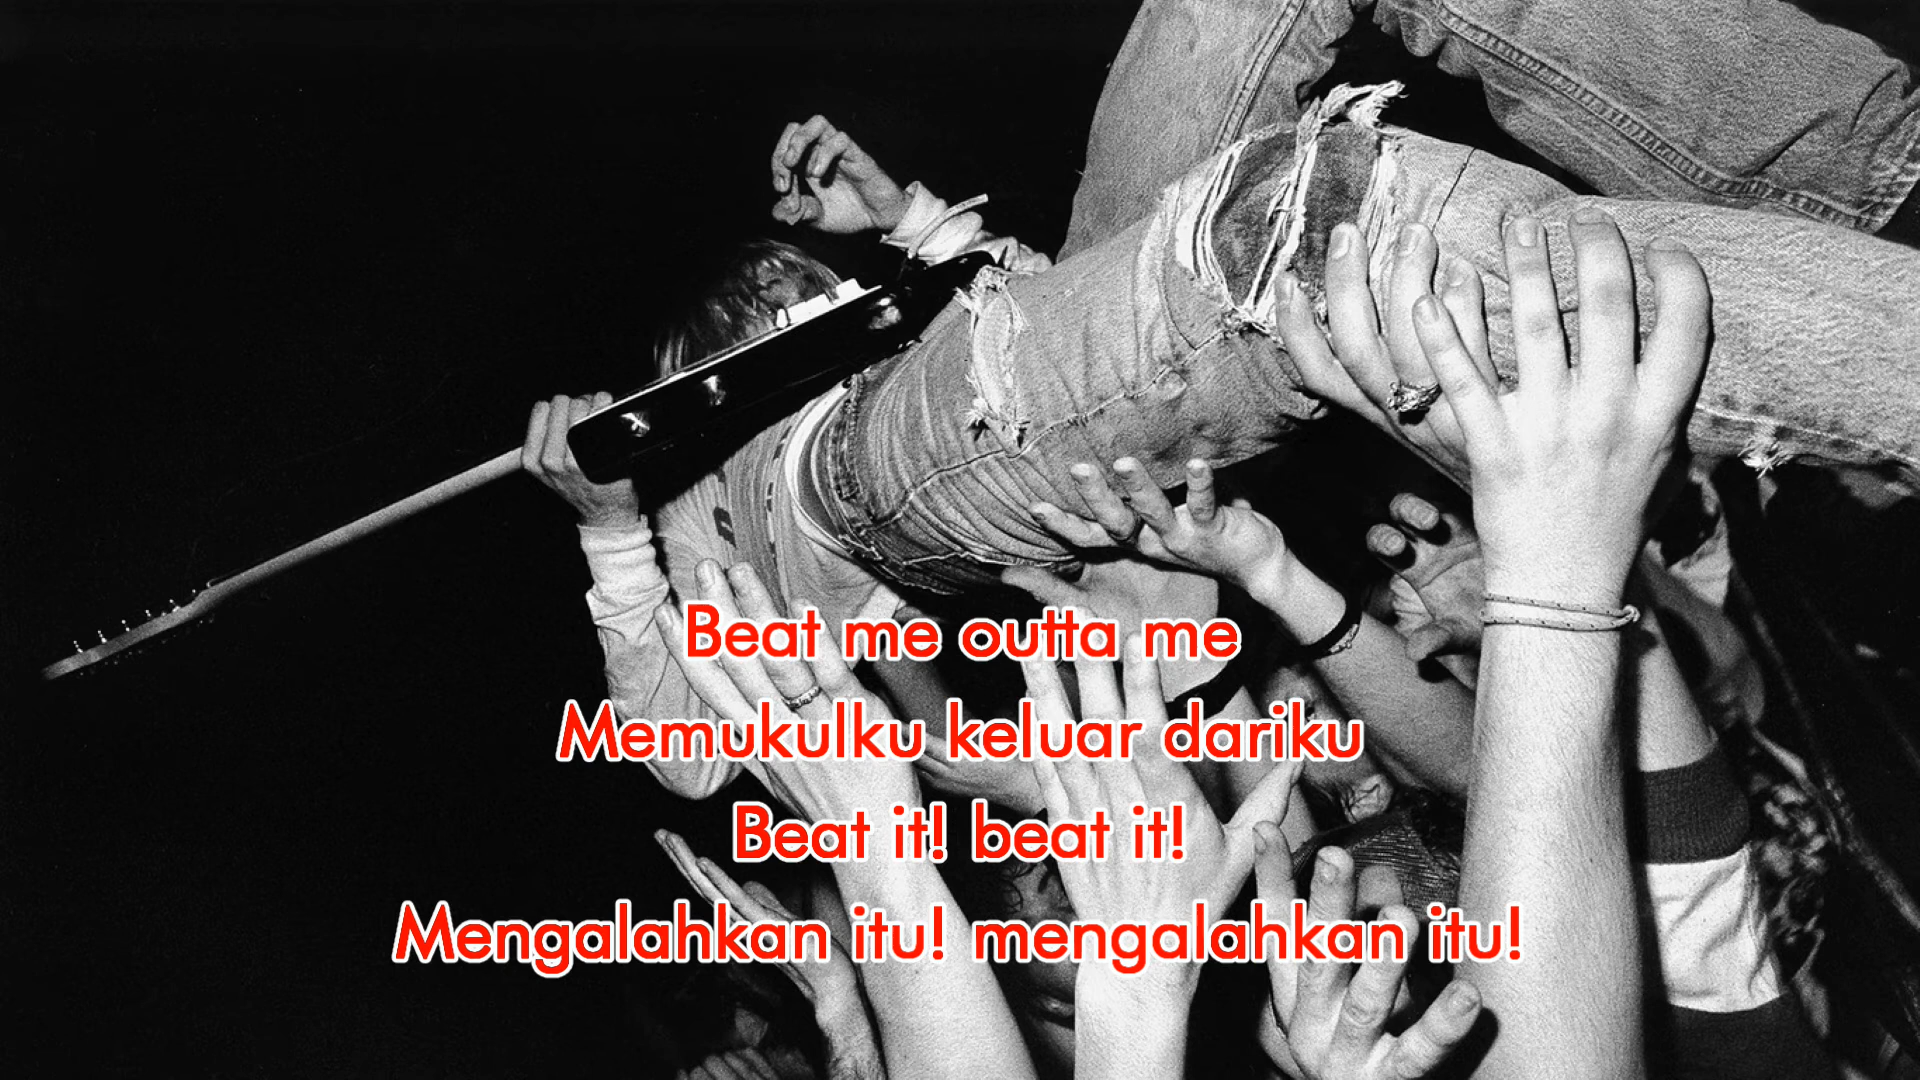 Beat me outta me
Memukulku keluar dariku
Beat it! beat it!
Mengalahkan itu! mengalahkan itu!